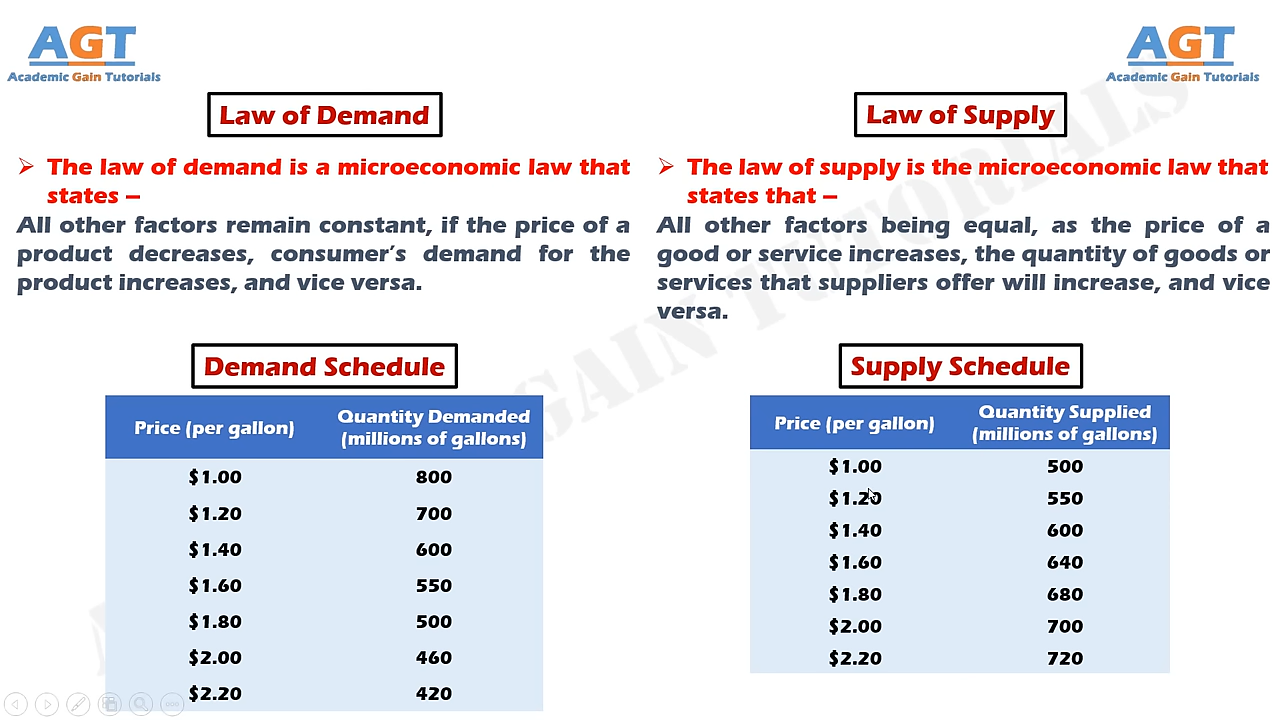 AGT
Academic Gain Tutorials
AGT
Academic Gain Tutorials
Law of Demand
The law of demand is a microeconomic law that
states –
All other factors remain constant, if the price of a
product decreases, consumer's demand for the
product increases, and vice versa.
Demand Schedule
Price (per gallon) Quantity Demanded
(millions of gallons)
$1.00 800
$1.20 700
$1.40 600
$1.60 550
$1.80 500
$2.00 460
$2.20 420
Law of Supply
The law of supply is the microeconomic law that
states that –
All other factors being equal, as the price of a
good or service increases, the quantity of goods or
services that suppliers offer will increase, and vice
versa.
Supply Schedule
Price (per gallon) Quantity Supplied
(millions of gallons)
$1.00 500
$1.20 550
$1.40 600
$1.60 640
$1.80 680
$2.00 700
$2.20 720
GAIN TUTORIALS